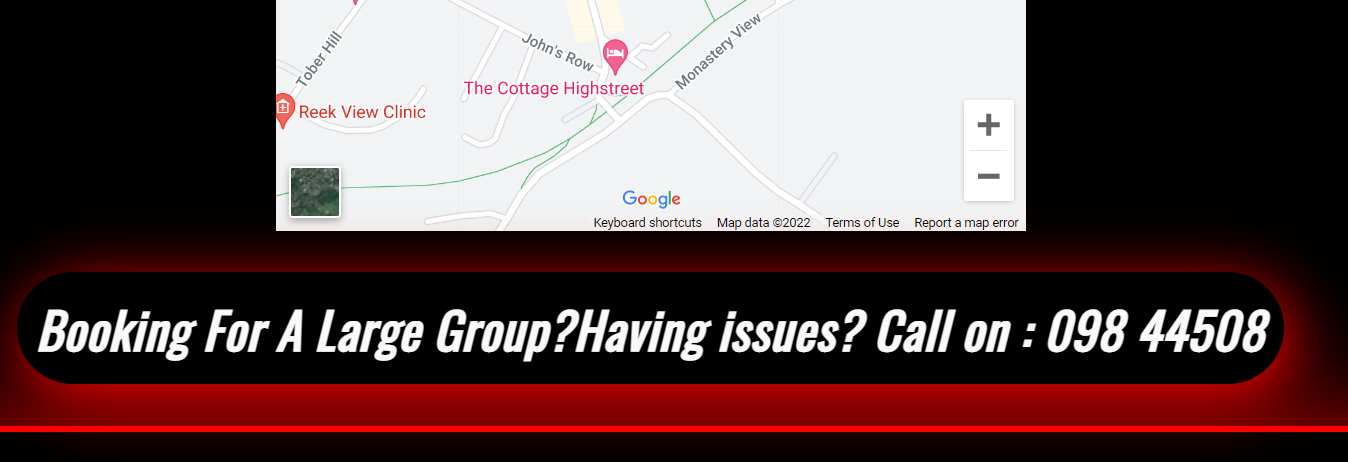 John's Row
Monastery View
Tober Hill
The Cottage Highstreet
Reek View Clinic
Google
Keyboard shortcuts Map data ©2022 Terms of Use Report a map error
Booking For A Large Group?Having issues? Call on : 098 44508